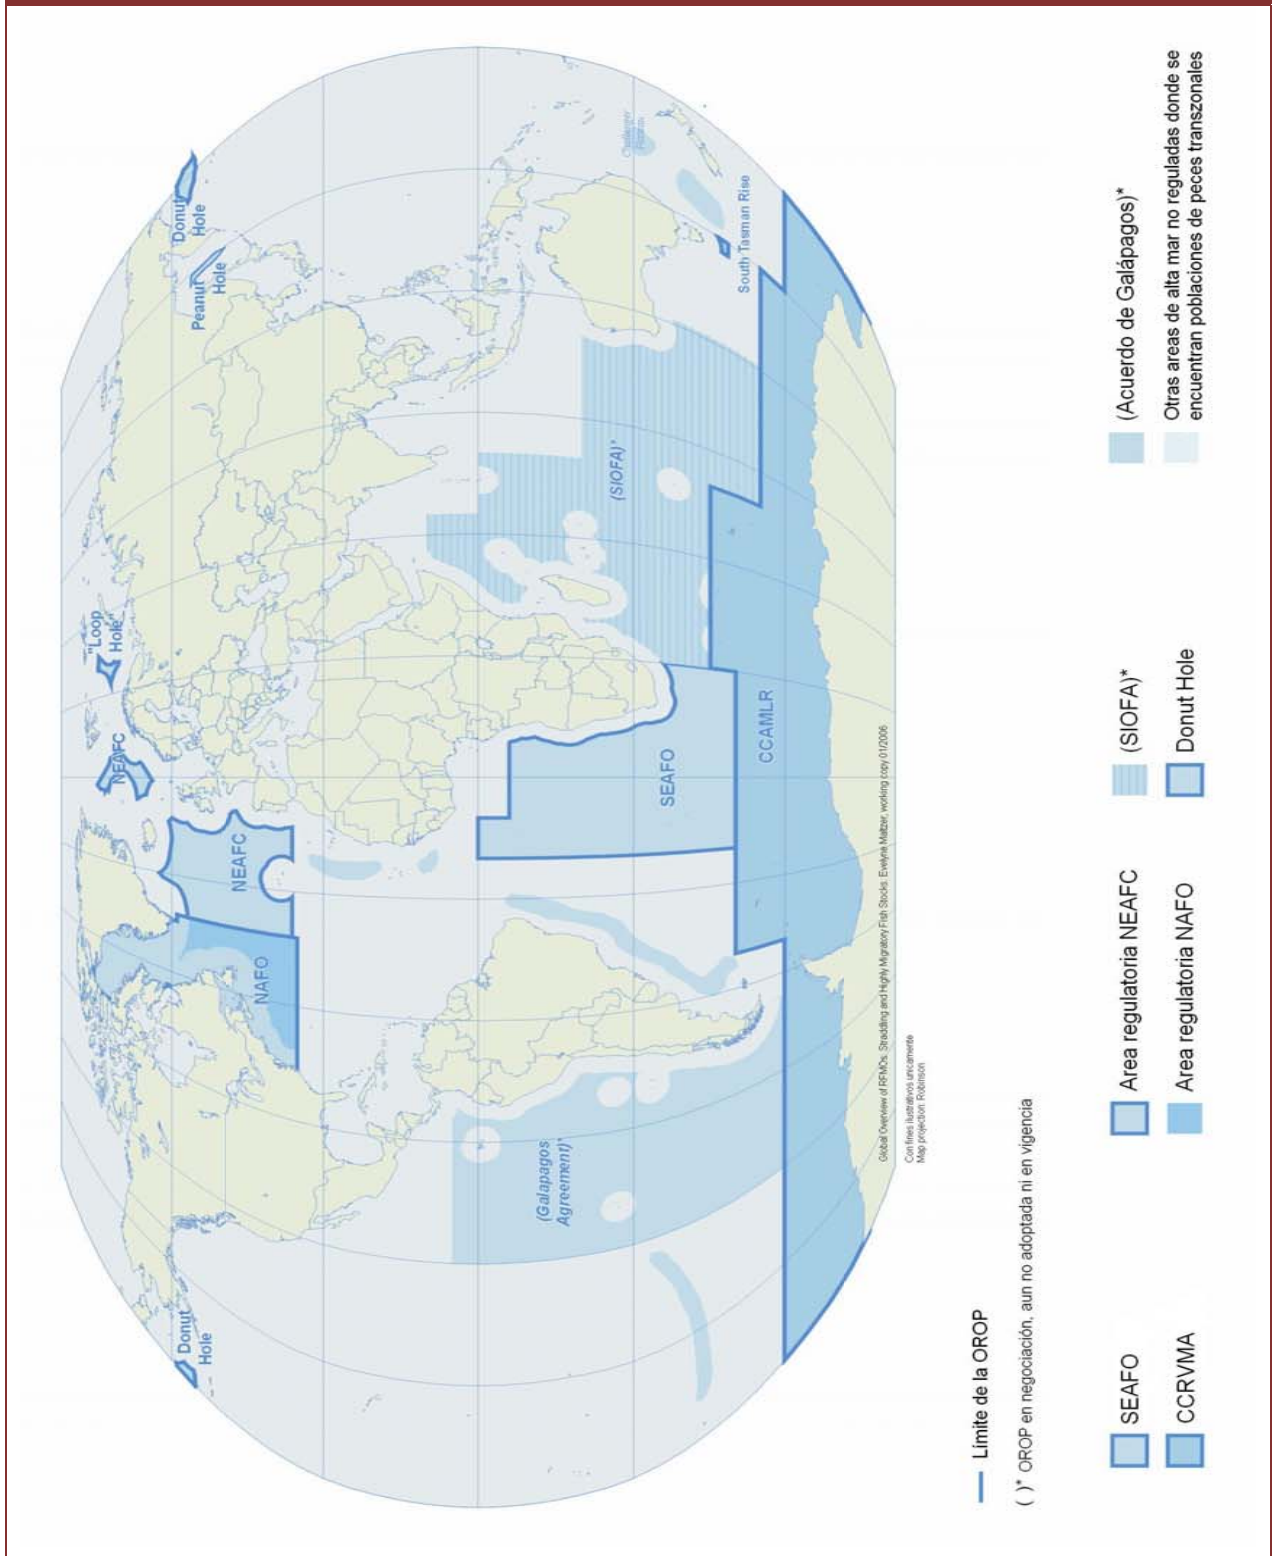 Donut
Hole
Peanut
Hole
"Loop
Hole"
NEAFC
NEAFC
NAFO
Donut
Hole
South Tasman Rise
(SIOFA)*
CCAMLR
SEAFO
(Galapagos
Agreement)*
Global Overview of RFMOs: Straddling and Highly Migratory Fish Stocks. Evelyne Meltzer, working copy 01/2006
Con fines ilustrativos unicamente
Map projection: Robinson
Límite de la OROP
( )* OROP en negociación, aun no adoptada ni en vigencia
SEAFO
CCRVMA
Area regulatoria NEAFC
Area regulatoria NAFO
(SIOFA)*
Donut Hole
(Acuerdo de Galápagos)*
Otras areas de alta mar no reguladas donde se
encuentran poblaciones de peces transzonales